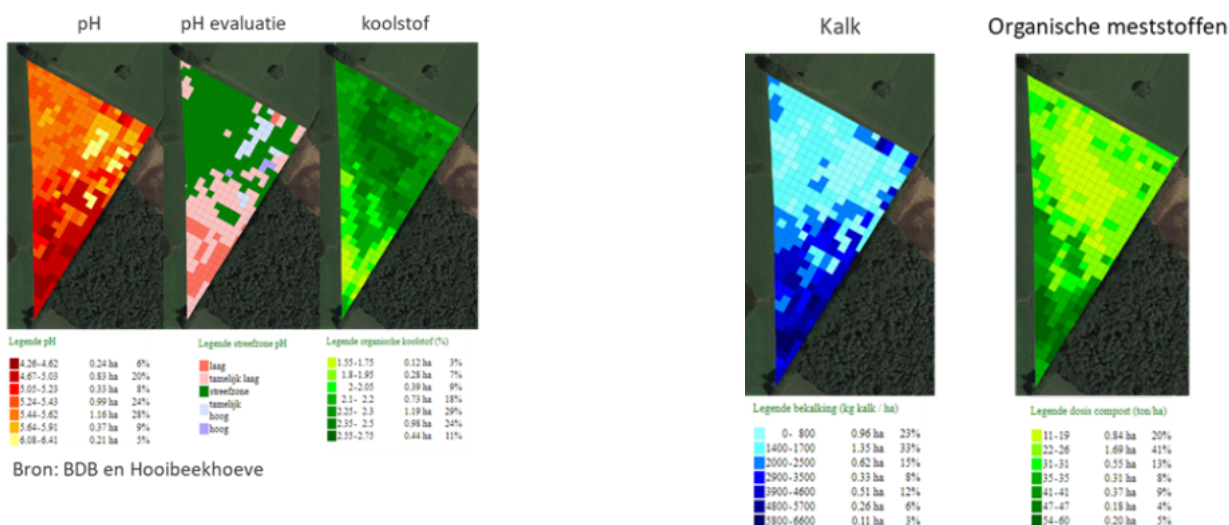 pH
pH evaluatie
koolstof
Kalk
Organische meststoffen
Legende pH
4.26-4.62 0.24 ha 6%
4.67-5.03 0.83 ha 20%
5.05-5.23 0.33 ha 8%
5.24-5.43 0.99 ha 24%
5.44-5.62 1.16 ha 28%
5.64-5.91 0.37 ha 9%
6.08-6.41 0.21 ha 5%
Legende streefzone pH
laag
tamelijk laag
streefzone
tamelijk
hoog
hoog
Legende organische koolstof (%)
1.55-1.75 0.12 ha 3%
1.8-1.95 0.28 ha 7%
2-2.05 0.39 ha 9%
2.1- 2.2 0.73 ha 18%
2.25- 2.3 1.19 ha 29%
2.35- 2.5 0.98 ha 24%
2.55-2.75 0.44 ha 11%
Bron: BDB en Hooibeekhoeve
Legende bekalking (kg kalk / ha)
0- 800 0.96 ha 23%
1400-1700 1.35 ha 33%
2000-2500 0.62 ha 15%
2900-3500 0.33 ha 8%
3900-4600 0.51 ha 12%
4800-5700 0.26 ha 6%
5800-6600 0.11 ha 3%
Legende dosis compost (ton/ha)
11-19 0.84 ha 20%
22-26 1.69 ha 41%
31-31 0.55 ha 13%
35-35 0.31 ha 8%
41-41 0.37 ha 9%
47-47 0.18 ha 4%
54-60 0.20 ha 5%